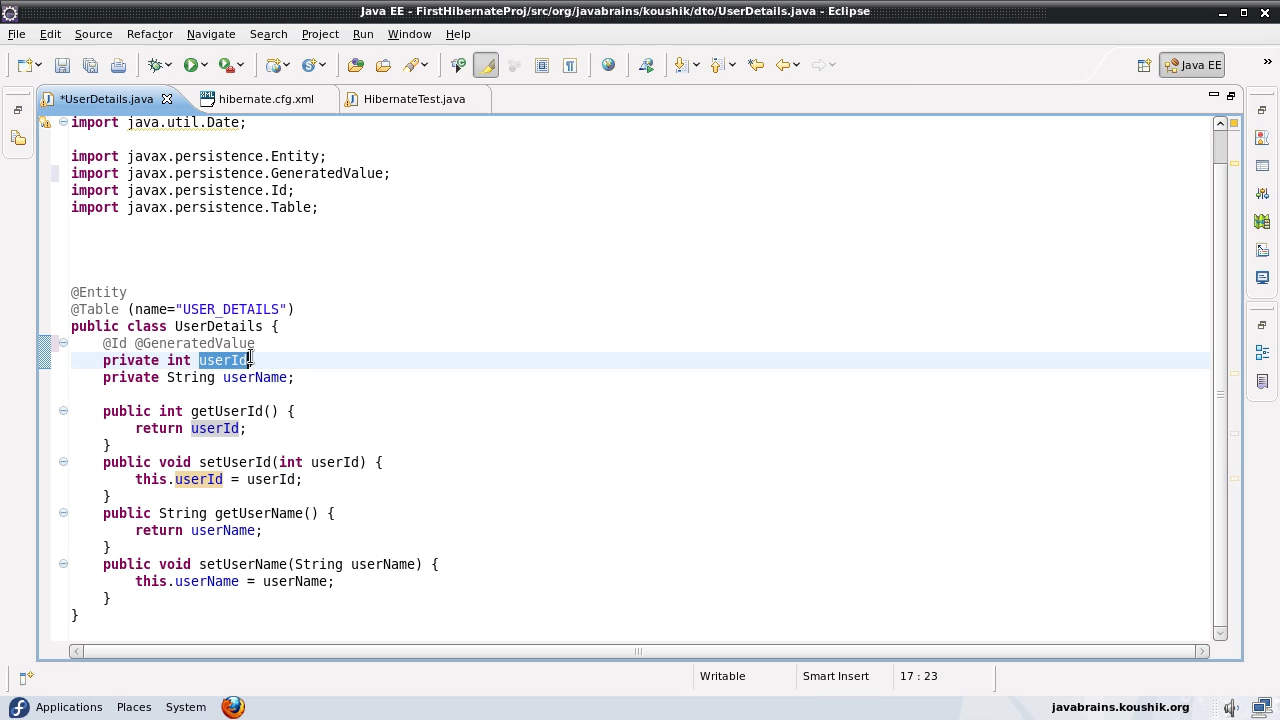 Java EE - FirstHibernateProj/src/org/javabrains/koushik/dto/UserDetails.java - Eclipse
File Edit Source Refactor Navigate Search Project Run Window Help
Java EE
*UserDetails.java hibernate.cfg.xml HibernateTest.java
import java.util.Date;
import javax.persistence.Entity;
import javax.persistence.GeneratedValue;
import javax.persistence.Id;
import javax.persistence.Table;
@Entity
@Table (name="USER_DETAILS")
public class UserDetails {
@Id @GeneratedValue
private int userId
private String userName;
public int getUserId() {
return userId;
}
public void setUserId(int userId) {
this.userId = userId;
}
public String getUserName() {
return userName;
}
public void setUserName(String userName) {
this.userName = userName;
}
}
Writable Smart Insert 17 : 23
Applications Places System javabrains.koushik.org